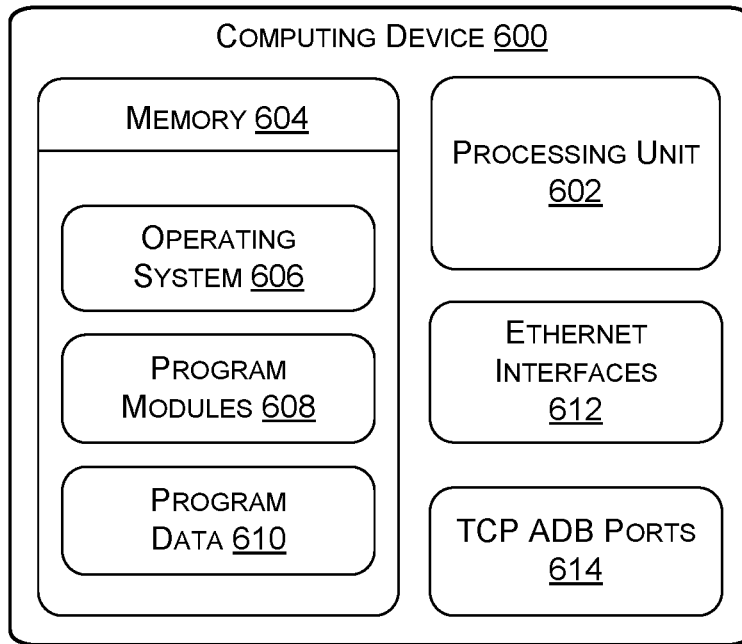 COMPUTING DEVICE 600
MEMORY 604
OPERATING
SYSTEM 606
PROGRAM
MODULES 608
PROGRAM
DATA 610
PROCESSING UNIT
602
ETHERNET
INTERFACES
612
TCP ADB PORTS
614